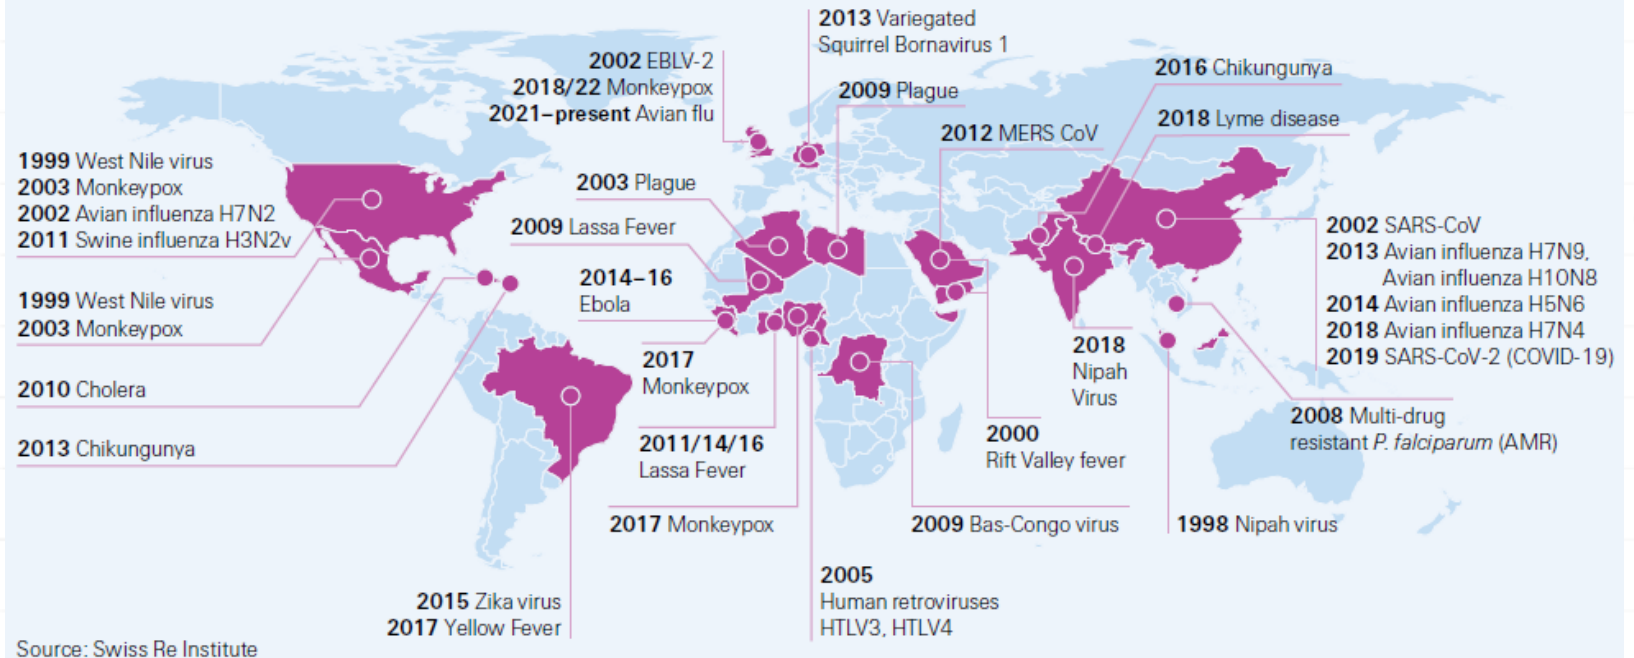 2013 Variegated
Squirrel Bornavirus 1
2002 EBLV-2
2018/22 Monkeypox
2021–present Avian flu
2009 Plague
2016 Chikungunya
2018 Lyme disease
2012 MERS CoV
1999 West Nile virus
2003 Monkeypox
2002 Avian influenza H7N2
2011 Swine influenza H3N2v
2003 Plague
2009 Lassa Fever
2014–16
Ebola
2002 SARS-CoV
2013 Avian influenza H7N9,
Avian influenza H10N8
2014 Avian influenza H5N6
2018 Avian influenza H7N4
2019 SARS-CoV-2 (COVID-19)
1999 West Nile virus
2003 Monkeypox
2017
Monkeypox
2018
Nipah
Virus
2010 Cholera
2013 Chikungunya
2011/14/16
Lassa Fever
2000
Rift Valley fever
2008 Multi-drug
resistant P. falciparum (AMR)
2017 Monkeypox
2009 Bas-Congo virus
1998 Nipah virus
2015 Zika virus
2017 Yellow Fever
2005
Human retroviruses
HTLV3, HTLV4
Source: Swiss Re Institute